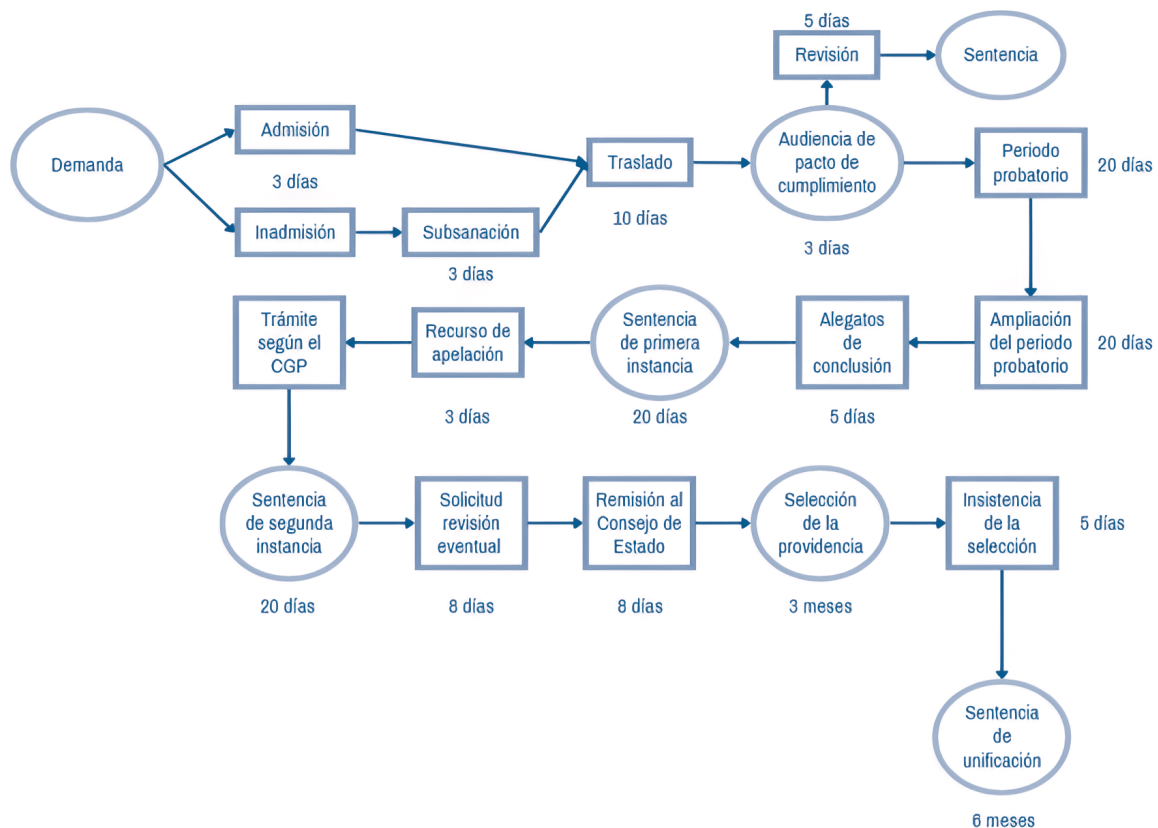 5 días
Revisión
Sentencia
Demanda
Admisión
3 días
Inadmisión
Subsanación
3 días
Traslado
10 días
Audiencia de
pacto de
cumplimiento
3 días
Periodo
probatorio
20 días
Ampliación
del periodo
probatorio
20 días
Alegatos
de
conclusión
5 días
Sentencia
de primera
instancia
20 días
Recurso de
apelación
3 días
Trámite
según el
CGP
Sentencia
de segunda
instancia
20 días
Solicitud
revisión
eventual
8 días
Remisión al
Consejo de
Estado
8 días
Selección
de la
providencia
3 meses
Insistencia
de la
selección
5 días
Sentencia
de
unificación
6 meses